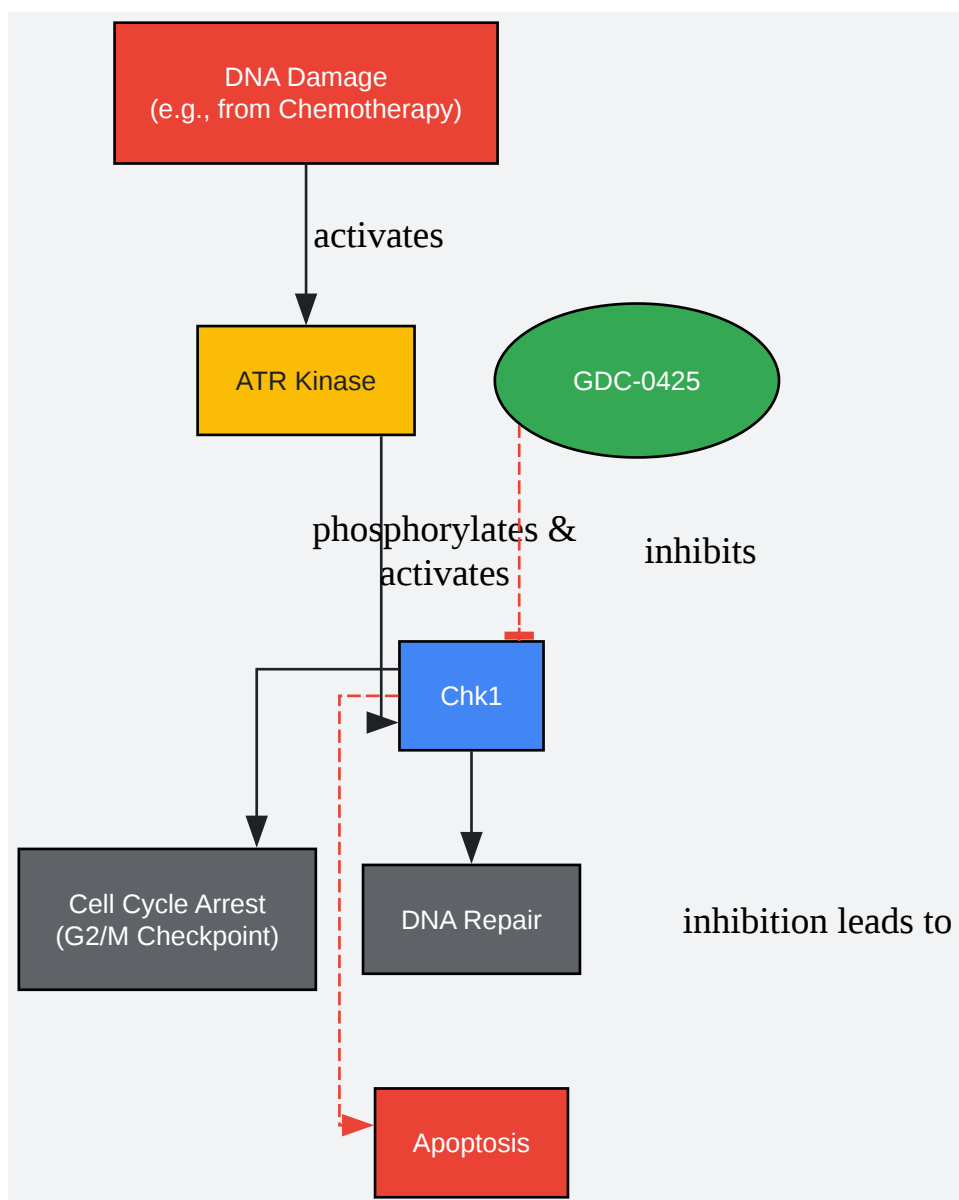 DNA Damage
(e.g., from Chemotherapy)
activates
ATR Kinase
GDC-0425
phosphorylates &
activates
inhibits
Chk1
Cell Cycle Arrest
(G2/M Checkpoint)
DNA Repair
inhibition leads to
Apoptosis